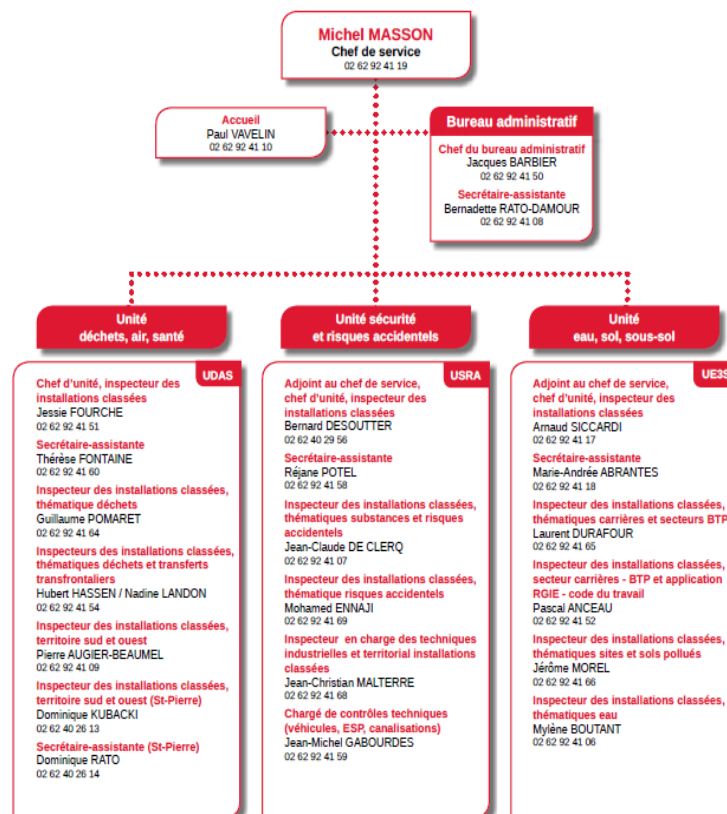 Michel MASSON
Chef de service
02 62 92 41 19
Accueil
Paul VAVELIN
02 62 92 41 10
Bureau administratif
Chef du bureau administratif
Jacques BARBIER
02 62 92 41 50
Secrétaire-assistante
Bernadette RATO-DAMOUR
02 62 92 41 08
Unité
déchets, air, santé
UDAS
Chef d'unité, inspecteur des
installations classées
Jessie FOURCHE
02 62 92 41 51
Secrétaire-assistante
Thérèse FONTAINE
02 62 92 41 60
Inspecteur des installations classées,
thématique déchets
Guillaume POMARET
02 62 92 41 64
Inspecteurs des installations classées,
thématiques déchets et transferts
transfrontaliers
Hubert HASSEN / Nadine LANDON
02 62 92 41 54
Inspecteur des installations classées,
territoire sud et ouest
Pierre AUGIER-BEAUMEL
02 62 92 41 09
Inspecteur des installations classées,
territoire sud et ouest (St-Pierre)
Dominique KUBACKI
02 62 40 26 13
Secrétaire-assistante (St-Pierre)
Dominique RATO
02 62 40 26 14
Unité sécurité
et risques accidentels
USRA
Adjoint au chef de service,
chef d'unité, inspecteur des
installations classées
Bernard DESOUTTER
02 62 40 29 56
Secrétaire-assistante
Réjane POTEL
02 62 92 41 58
Inspecteur des installations classées,
thématiques substances et risques
accidentels
Jean-Claude DE CLERQ
02 62 92 41 07
Inspecteur des installations classées,
thématique risques accidentels
Mohamed ENNAJI
02 62 92 41 69
Inspecteur en charge des techniques
industrielles et territorial installations
classées
Jean-Christian MALTERRE
02 62 92 41 68
Chargé de contrôles techniques
(véhicules, ESP, canalisations)
Jean-Michel GABOURDES
02 62 92 41 59
Unité
eau, sol, sous-sol
UE3S
Adjoint au chef de service,
chef d'unité, inspecteur des
installations classées
Arnaud SICCARDI
02 62 92 41 17
Secrétaire-assistante
Marie-Andrée ABRANTES
02 62 92 41 18
Inspecteur des installations classées,
thématiques carrières et secteurs BTP
Laurent DURAFOUR
02 62 92 41 65
Inspecteur des installations classées,
secteur carrières - BTP et application
RGIE - code du travail
Pascal ANCEAU
02 62 92 41 52
Inspecteur des installations classées,
thématiques sites et sols pollués
Jérôme MOREL
02 62 92 41 66
Inspecteur des installations classées,
thématiques eau
Mylène BOUTANT
02 62 92 41 06